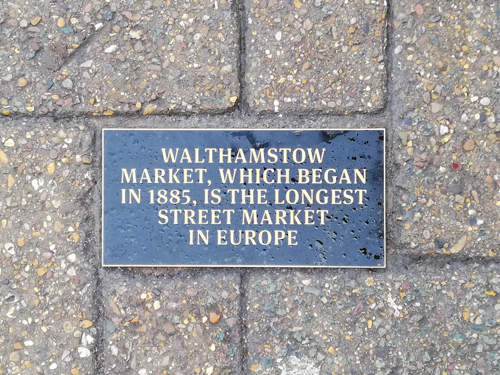 WALTHAMSTOW
MARKET, WHICH BEGAN
IN 1885, IS THE LONGEST
STREET MARKET
IN EUROPE